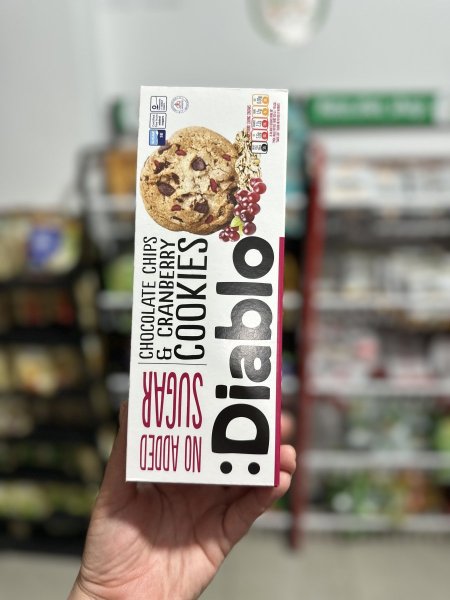 :Diablo
NO ADDED
SUGAR
CHOCOLATE CHIPS
& CRANBERRY
COOKIES